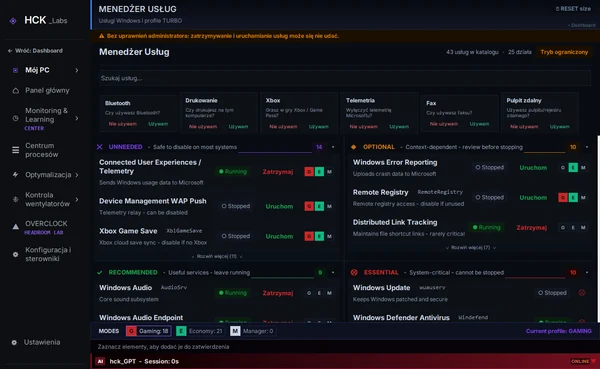 HCK _Labs
← Wróć: Dashboard
Mój PC
Panel główny
Monitoring &
Learning
CENTER
Centrum
procesów
Optymalizacja
Kontrola
wentylatorów
OVERCLOCK
HEADROOM LAB
Konfiguracja i
sterowniki
Ustawienia
MENEDŻER USŁUG
Usługi Windows i profile TURBO
RESET size
‹ Dashboard
Bez uprawnień administratora: zatrzymywanie i uruchomienie usług może się nie udać.
Menedżer Usług
43 usług w katalogu · 25 działa
Tryb ograniczony
Szukaj usług...
Bluetooth
Czy używasz Bluetooth?
Nie używam Używam
Drukowanie
Czy drukujesz na tym
komputerze?
Nie używam Używam
Xbox
Grasz w gry Xbox / Game
Pass?
Nie używam Używam
Telemetria
Wyłączyć telemetrię
Microsoftu?
Nie używam Używam
Fax
Czy używasz faksu?
Nie używam Używam
Pulpit zdalny
Używasz pulpitu zdalnego?
Nie używam Używam
UNNEEDED - Safe to disable on most systems 14
Connected User Experiences /
Telemetry
Sends Windows usage data to Microsoft
Running Zatrzymaj G E M
Device Management WAP Push
Telemetry relay - can be disabled
Stopped Uruchom G E M
Xbox Game Save XblGameSave
Xbox cloud save sync - disable if no Xbox
Stopped Uruchom G E M
Rozwiń więcej (11)
OPTIONAL - Context-dependent - review before stopping 10
Windows Error Reporting
Uploads crash data to Microsoft
Stopped Uruchom G E M
Remote Registry RemoteRegistry
Remote registry access - disable if unused
Stopped Uruchom G E M
Distributed Link Tracking
Maintains file shortcut links - rarely critical
Running Zatrzymaj G E M
Rozwiń więcej (7)
RECOMMENDED - Useful services - leave running
Windows Audio AudioSrv
Core sound subsystem
Running Zatrzymaj G E M
Windows Audio Endpoint
ESSENTIAL - System-critical - cannot be stopped 10
Windows Update wuauserv
Keeps Windows patched and secure
Stopped
Windows Defender Antivirus WinDefend
MODES G Gaming: 18 E Economy: 21 M Manager: 0
Current profile: GAMING
Zaznacz elementy, aby dodać je do zatwierdzenia
AI hck_GPT - Session: 0s
ONLINE